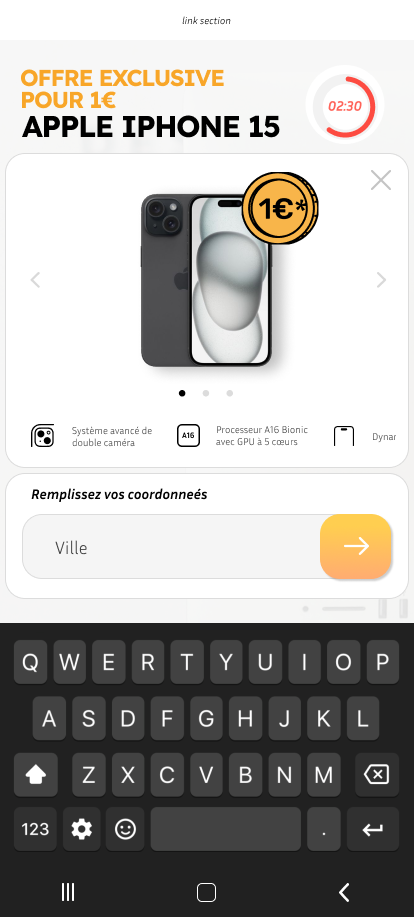 link section
OFFRE EXCLUSIVE
POUR 1€
APPLE IPHONE 15
02:30
1€*
Système avancé de
double caméra
A16
Processeur A16 Bionic
avec GPU à 5 cœurs
Dynar
Remplissez vos coordonneés
Ville
Q W E R T Y U I O P
A S D F G H J K L
Z X C V B N M
123 .